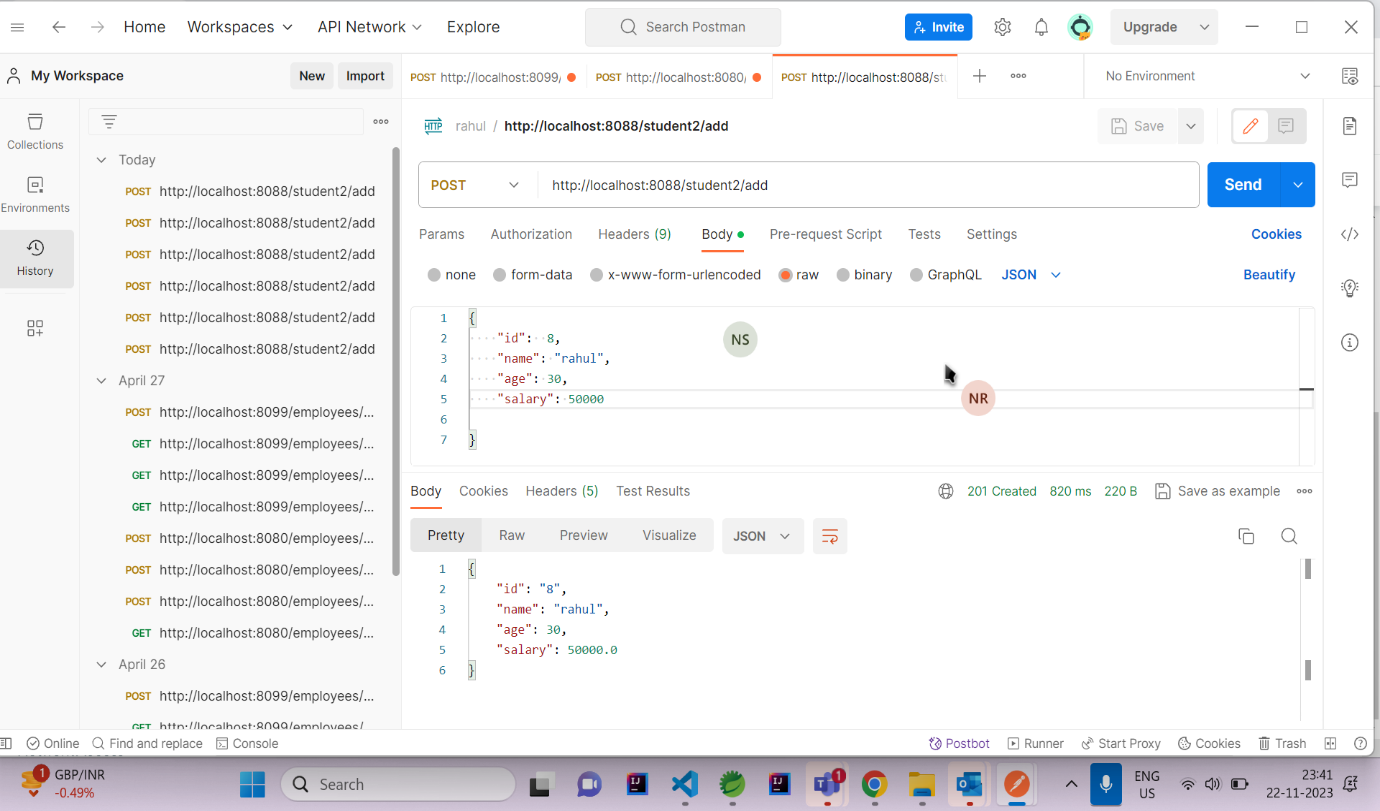 Home Workspaces API Network Explore Search Postman Invite Upgrade
My Workspace New Import POST http://localhost:8099/ POST http://localhost:8080/ POST http://localhost:8088/stu No Environment
Collections
Environments
History
Today
POST http://localhost:8088/student2/add
POST http://localhost:8088/student2/add
POST http://localhost:8088/student2/add
POST http://localhost:8088/student2/add
POST http://localhost:8088/student2/add
POST http://localhost:8088/student2/add
April 27
POST http://localhost:8099/employees/...
GET http://localhost:8099/employees/...
GET http://localhost:8099/employees/...
GET http://localhost:8099/employees/...
POST http://localhost:8080/employees/...
POST http://localhost:8080/employees/...
POST http://localhost:8080/employees/...
GET http://localhost:8080/employees/...
April 26
POST http://localhost:8099/employees/...
GET http://localhost:8099/employees/
HTTP rahul / http://localhost:8088/student2/add Save
POST http://localhost:8088/student2/add Send
Params Authorization Headers (9) Body Pre-request Script Tests Settings Cookies
none form-data x-www-form-urlencoded raw binary GraphQL JSON Beautify
1 {
2 "id": 8,
3 "name": "rahul",
4 "age": 30,
5 "salary": 50000
6
7 }
NS
NR
Body Cookies Headers (5) Test Results 201 Created 820 ms 220 B Save as example
Pretty Raw Preview Visualize JSON
1 {
2 "id": "8",
3 "name": "rahul",
4 "age": 30,
5 "salary": 50000.0
6 }
Online Find and replace Console Postbot Runner Start Proxy Cookies Trash
1 GBP/INR
-0.49%
Search
IJ
IJ
1
ENG
US
23:41
22-11-2023